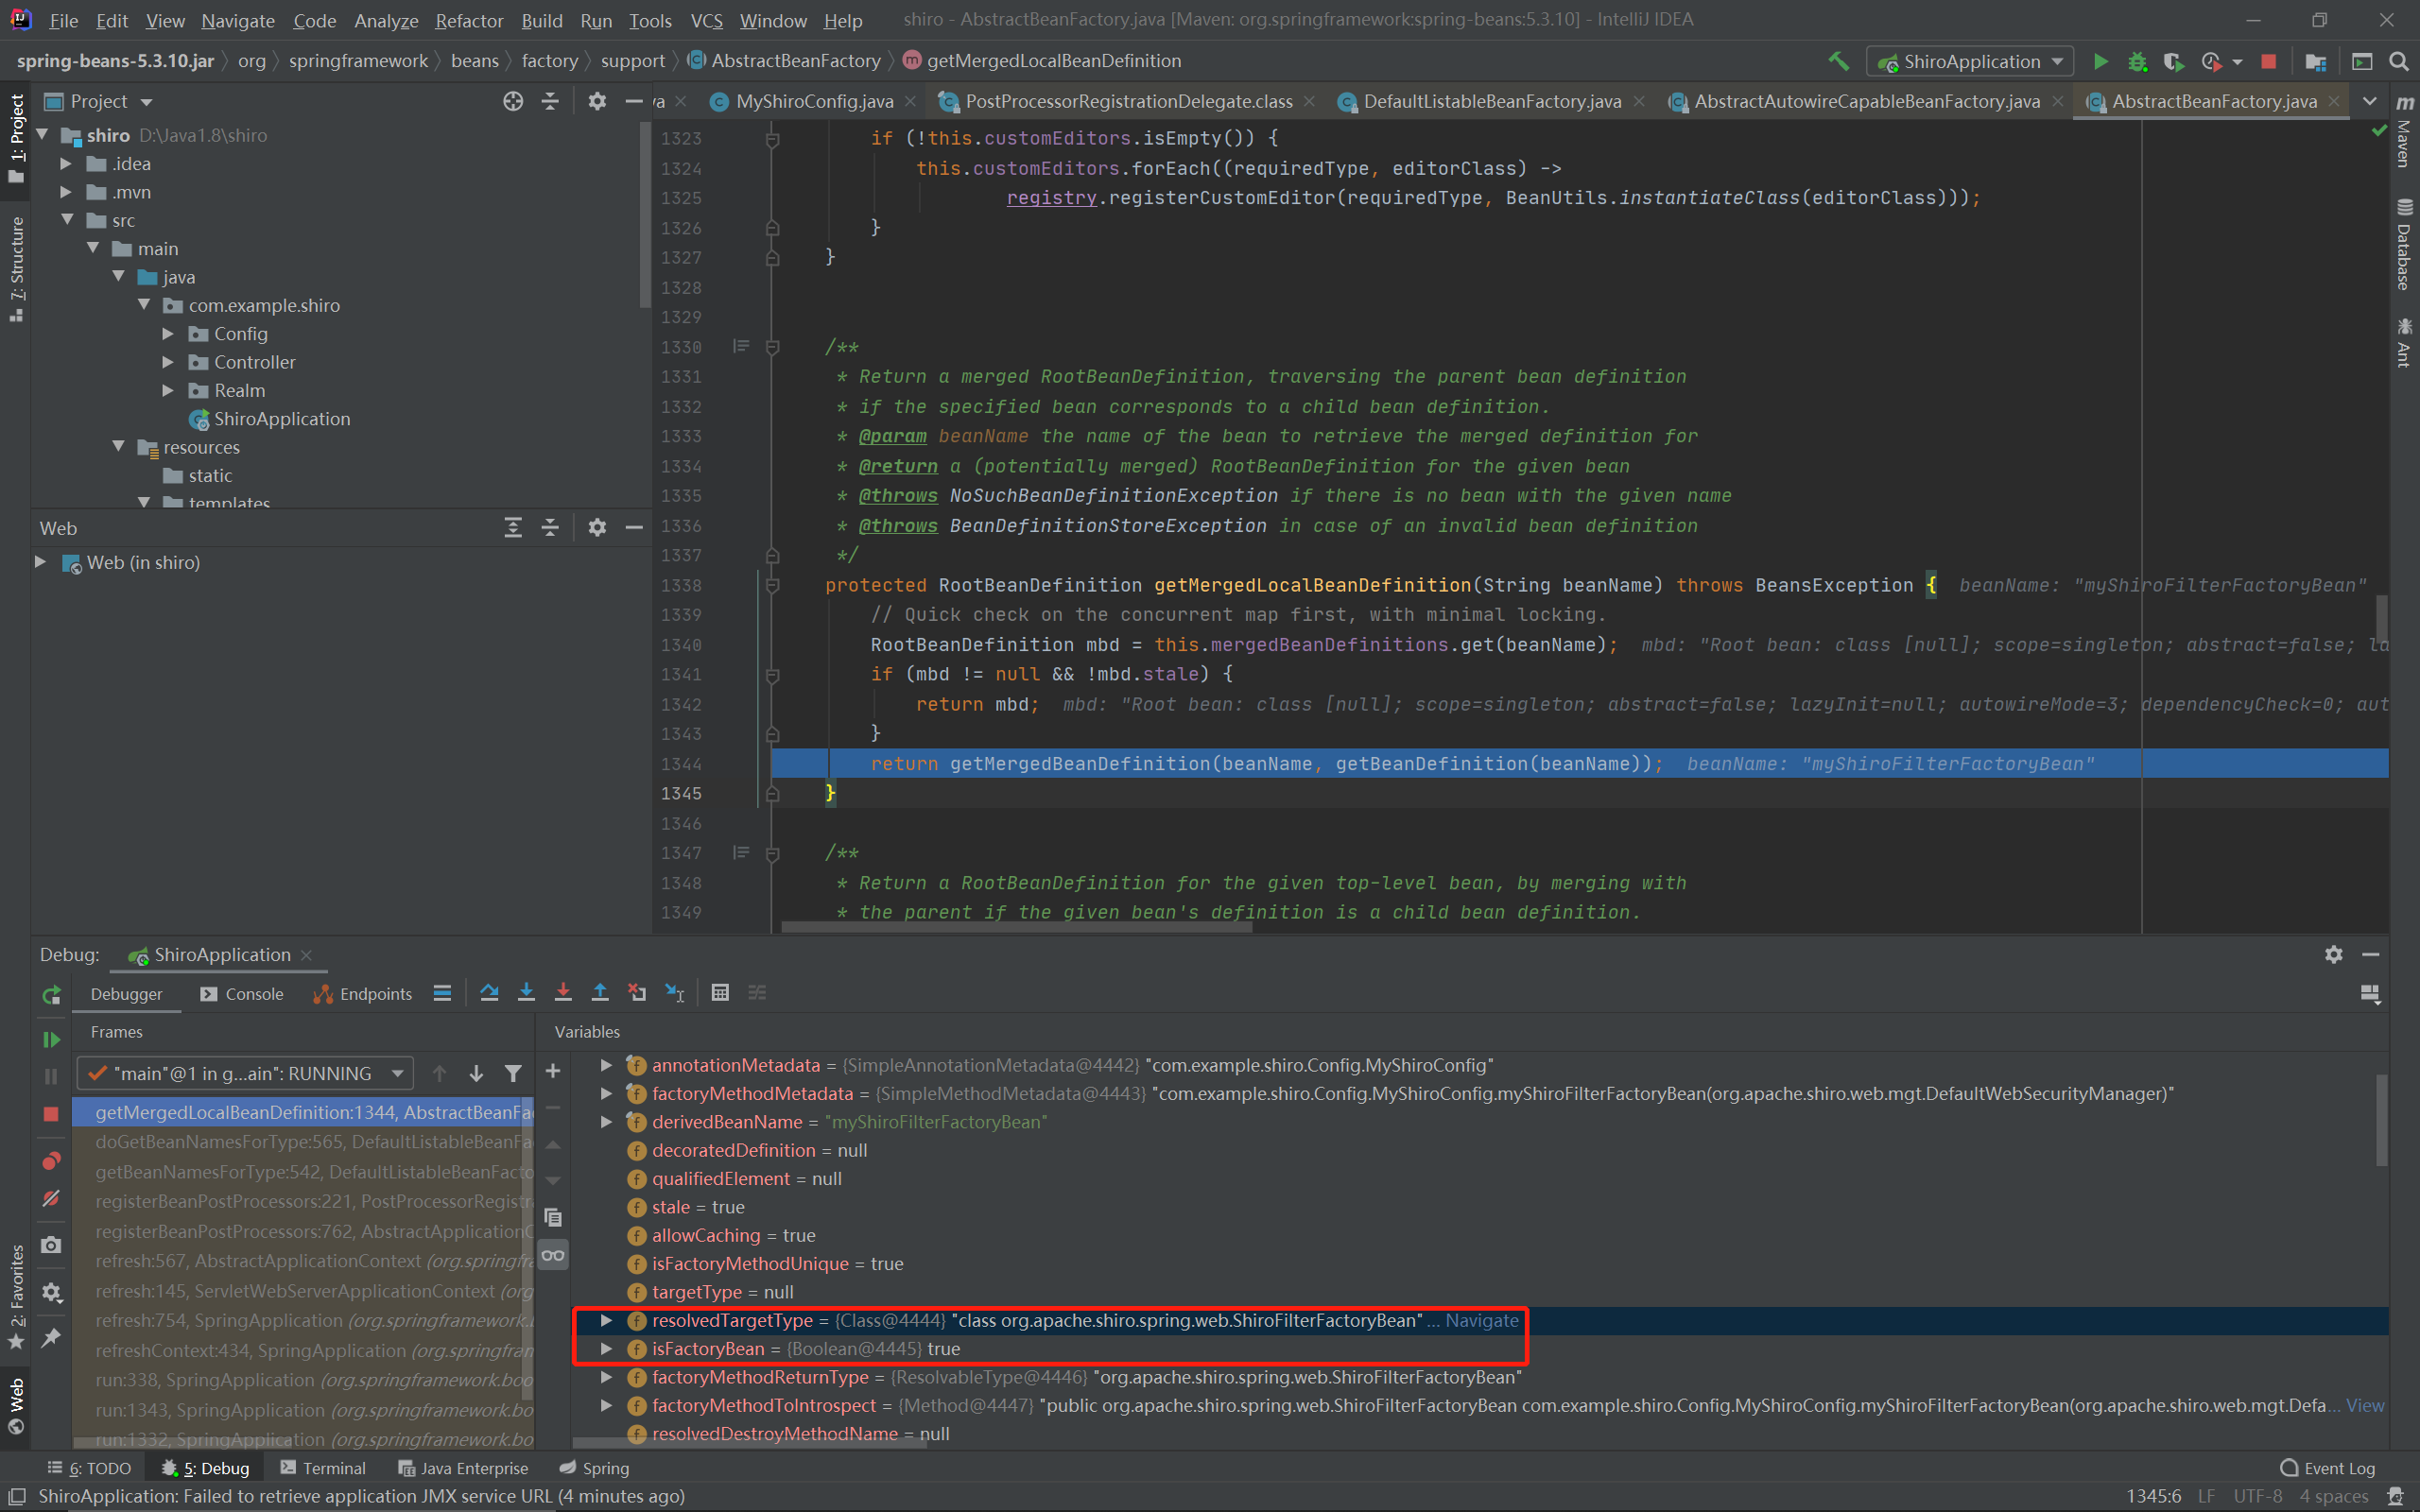 File Edit View Navigate Code Analyze Refactor Build Run Tools VCS Window Help shiro - AbstractBeanFactory.java [Maven: org.springframework:spring-beans:5.3.10] - IntelliJ IDEA
spring-beans-5.3.10.jar org springframework beans factory support AbstractBeanFactory getMergedLocalBeanDefinition ShiroApplication
Project va MyShiroConfig.java PostProcessorRegistrationDelegate.class DefaultListableBeanFactory.java AbstractAutowireCapableBeanFactory.java AbstractBeanFactory.java
1: Project
7: Structure
2: Favorites
Web
Maven
Database
Ant
shiro D:\Java1.8\shiro
.idea
.mvn
src
main
java
com.example.shiro
Config
Controller
Realm
ShiroApplication
resources
static
templates
Web
Web (in shiro)
1323 if (!this.customEditors.isEmpty()) {
1324 this.customEditors.forEach((requiredType, editorClass) ->
1325 registry.registerCustomEditor(requiredType, BeanUtils.instantiateClass(editorClass)));
1326 }
1327 }
1328
1329
1330 /**
1331 * Return a merged RootBeanDefinition, traversing the parent bean definition
1332 * if the specified bean corresponds to a child bean definition.
1333 * @param beanName the name of the bean to retrieve the merged definition for
1334 * @return a (potentially merged) RootBeanDefinition for the given bean
1335 * @throws NoSuchBeanDefinitionException if there is no bean with the given name
1336 * @throws BeanDefinitionStoreException in case of an invalid bean definition
1337 */
1338 protected RootBeanDefinition getMergedLocalBeanDefinition(String beanName) throws BeansException { beanName: "myShiroFilterFactoryBean"
1339 // Quick check on the concurrent map first, with minimal locking.
1340 RootBeanDefinition mbd = this.mergedBeanDefinitions.get(beanName); mbd: "Root bean: class [null]; scope=singleton; abstract=false; la
1341 if (mbd != null && !mbd.stale) {
1342 return mbd; mbd: "Root bean: class [null]; scope=singleton; abstract=false; lazyInit=null; autowireMode=3; dependencyCheck=0; aut
1343 }
1344 return getMergedBeanDefinition(beanName, getBeanDefinition(beanName)); beanName: "myShiroFilterFactoryBean"
1345 }
1346
1347 /**
1348 * Return a RootBeanDefinition for the given top-level bean, by merging with
1349 * the parent if the given bean's definition is a child bean definition.
Debug: ShiroApplication
Debugger Console Endpoints
Frames
"main"@1 in g...ain": RUNNING
getMergedLocalBeanDefinition:1344, AbstractBeanFa
doGetBeanNamesForType:565, DefaultListableBeanFa
getBeanNamesForType:542, DefaultListableBeanFacto
registerBeanPostProcessors:221, PostProcessorRegistr
registerBeanPostProcessors:762, AbstractApplicationC
refresh:567, AbstractApplicationContext (org.springfra
refresh:145, ServletWebServerApplicationContext (org
refresh:754, SpringApplication (org.springframework.b
refreshContext:434, SpringApplication (org.springfram
run:338, SpringApplication (org.springframework.boo
run:1343, SpringApplication (org.springframework.bo
run:1332, SpringApplication (org.springframework.bo
Variables
annotationMetadata = {SimpleAnnotationMetadata@4442} "com.example.shiro.Config.MyShiroConfig"
factoryMethodMetadata = {SimpleMethodMetadata@4443} "com.example.shiro.Config.MyShiroConfig.myShiroFilterFactoryBean(org.apache.shiro.web.mgt.DefaultWebSecurityManager)"
derivedBeanName = "myShiroFilterFactoryBean"
decoratedDefinition = null
qualifiedElement = null
stale = true
allowCaching = true
isFactoryMethodUnique = true
targetType = null
resolvedTargetType = {Class@4444} "class org.apache.shiro.spring.web.ShiroFilterFactoryBean" ... Navigate
isFactoryBean = {Boolean@4445} true
factoryMethodReturnType = {ResolvableType@4446} "org.apache.shiro.spring.web.ShiroFilterFactoryBean"
factoryMethodToIntrospect = {Method@4447} "public org.apache.shiro.spring.web.ShiroFilterFactoryBean com.example.shiro.Config.MyShiroConfig.myShiroFilterFactoryBean(org.apache.shiro.web.mgt.Defa... View
resolvedDestroyMethodName = null
6: TODO 5: Debug Terminal Java Enterprise Spring Event Log
ShiroApplication: Failed to retrieve application JMX service URL (4 minutes ago) 1345:6 LF UTF-8 4 spaces